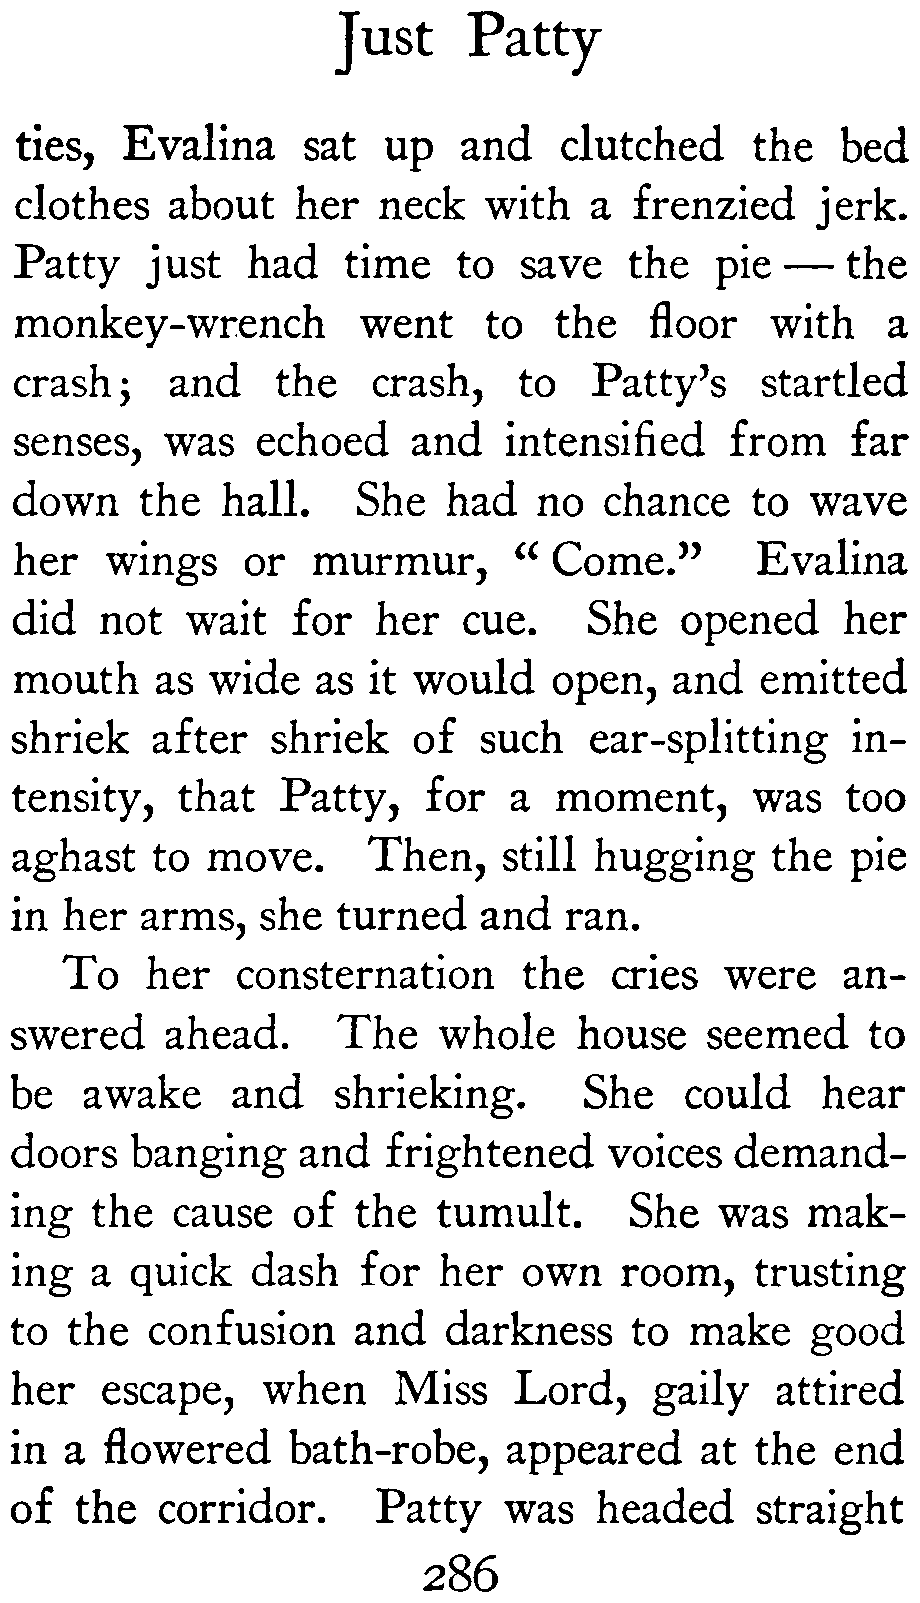 Just Patty
ties, Evalina sat up and clutched the bed
clothes about her neck with a frenzied jerk.
Patty just had time to save the pie — the
monkey-wrench went to the floor with a
crash; and the crash, to Patty's startled
senses, was echoed and intensified from far
down the hall. She had no chance to wave
her wings or murmur, “Come.” Evalina
did not wait for her cue. She opened her
mouth as wide as it would open, and emitted
shriek after shriek of such ear-splitting in-
tensity, that Patty, for a moment, was too
aghast to move. Then, still hugging the pie
in her arms, she turned and ran.
To her consternation the cries were an-
swered ahead. The whole house seemed to
be awake and shrieking. She could hear
doors banging and frightened voices demand-
ing the cause of the tumult. She was mak-
ing a quick dash for her own room, trusting
to the confusion and darkness to make good
her escape, when Miss Lord, gaily attired
in a flowered bath-robe, appeared at the end
of the corridor. Patty was headed straight
286